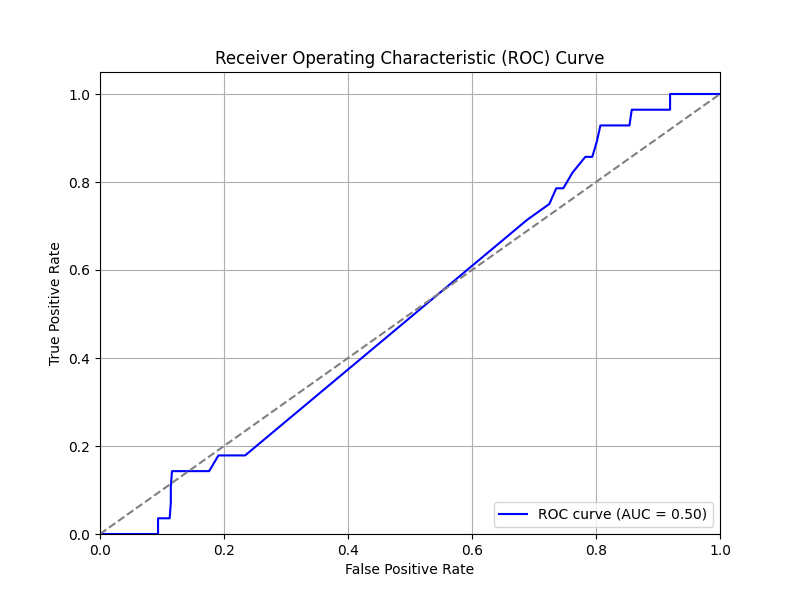 Receiver Operating Characteristic (ROC) Curve
1.0
0.8
0.6
0.4
0.2
0.0
True Positive Rate
ROC curve (AUC = 0.50)
0.0 0.2 0.4 0.6 0.8 1.0
False Positive Rate